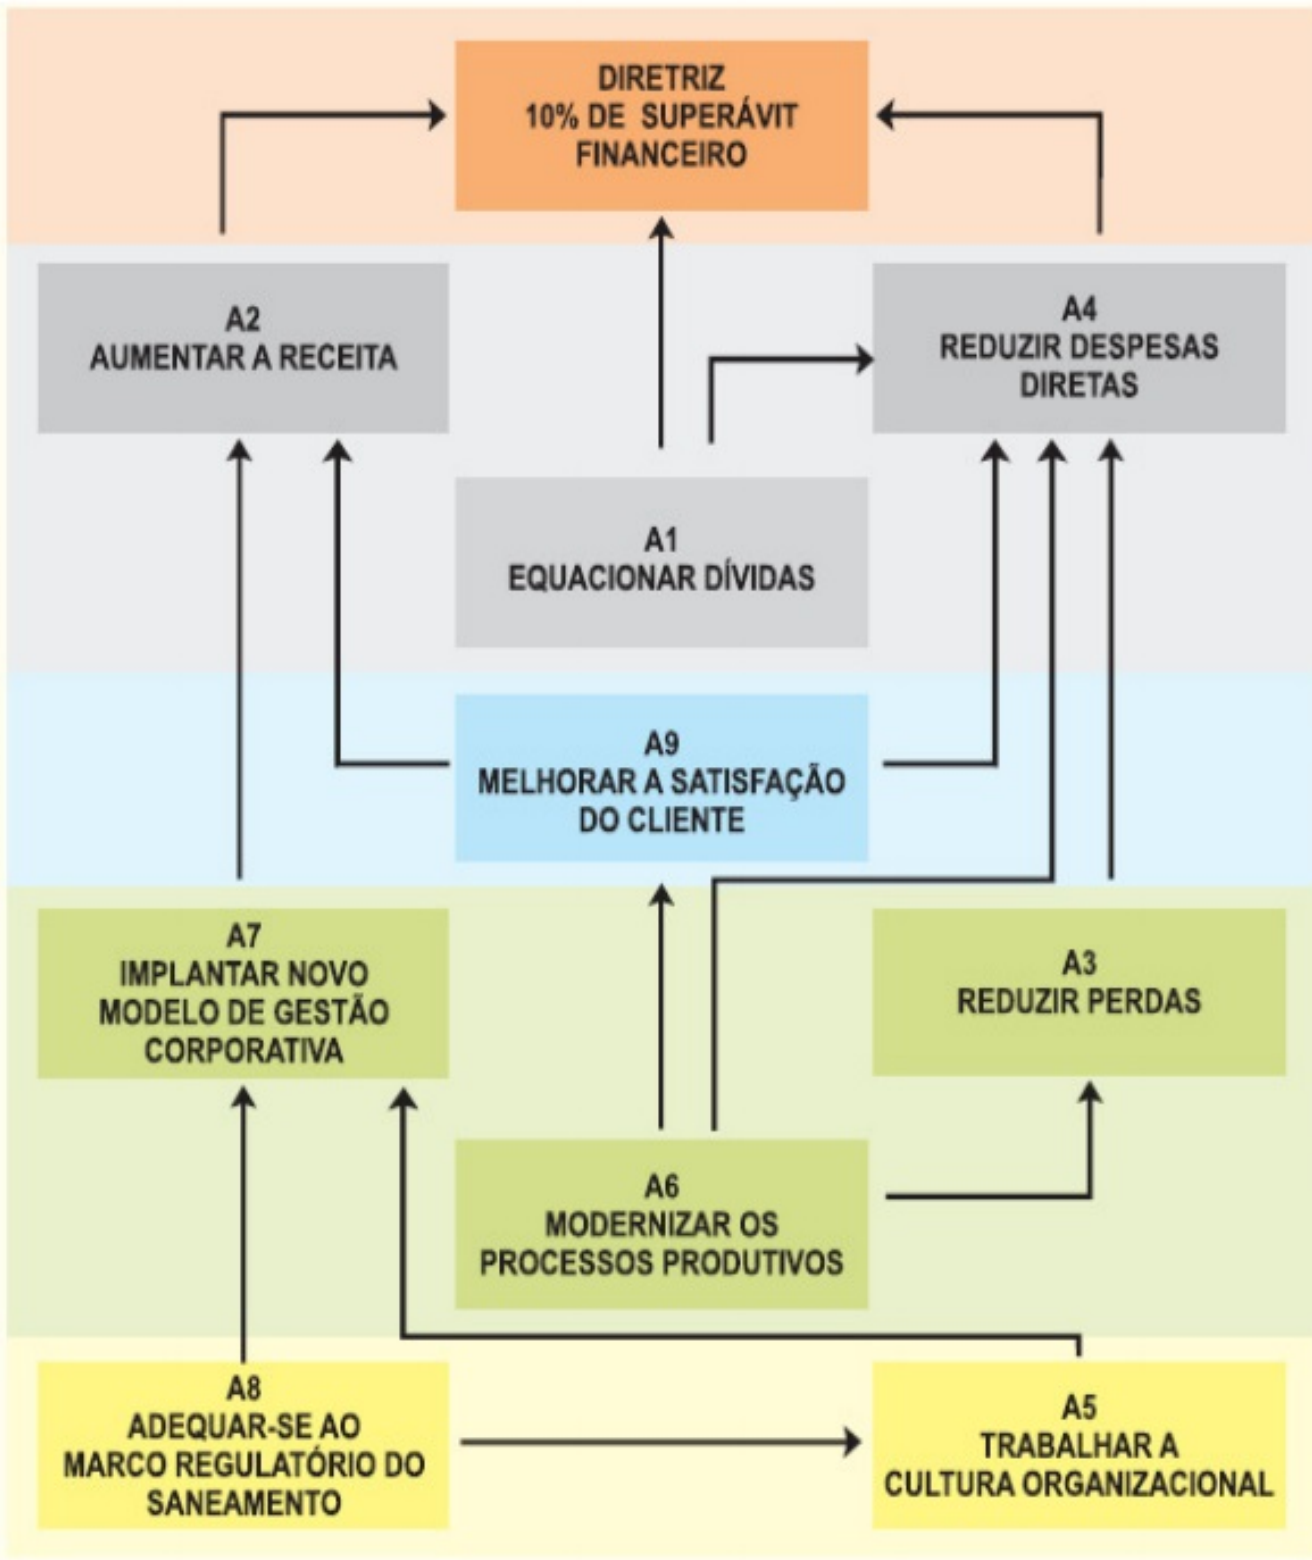 DIRETRIZ
10% DE SUPERÁVIT
FINANCEIRO
A2
AUMENTAR A RECEITA
A4
REDUZIR DESPESAS
DIRETAS
A1
EQUACIONAR DÍVIDAS
A9
MELHORAR A SATISFAÇÃO
DO CLIENTE
A7
IMPLANTAR NOVO
MODELO DE GESTÃO
CORPORATIVA
A3
REDUZIR PERDAS
A6
MODERNIZAR OS
PROCESSOS PRODUTIVOS
A8
ADEQUAR-SE AO
MARCO REGULATÓRIO DO
SANEAMENTO
A5
TRABALHAR A
CULTURA ORGANIZACIONAL